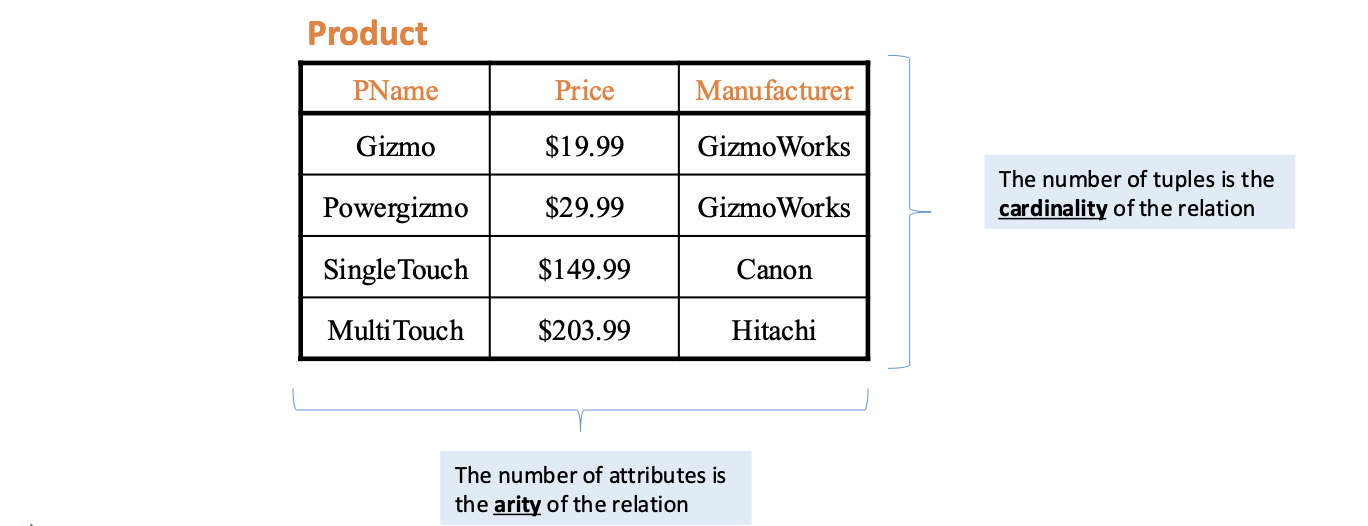 Product
PName Price Manufacturer
Gizmo $19.99 GizmoWorks
Powergizmo $29.99 GizmoWorks
SingleTouch $149.99 Canon
MultiTouch $203.99 Hitachi
The number of tuples is the
cardinality of the relation
The number of attributes is
the arity of the relation